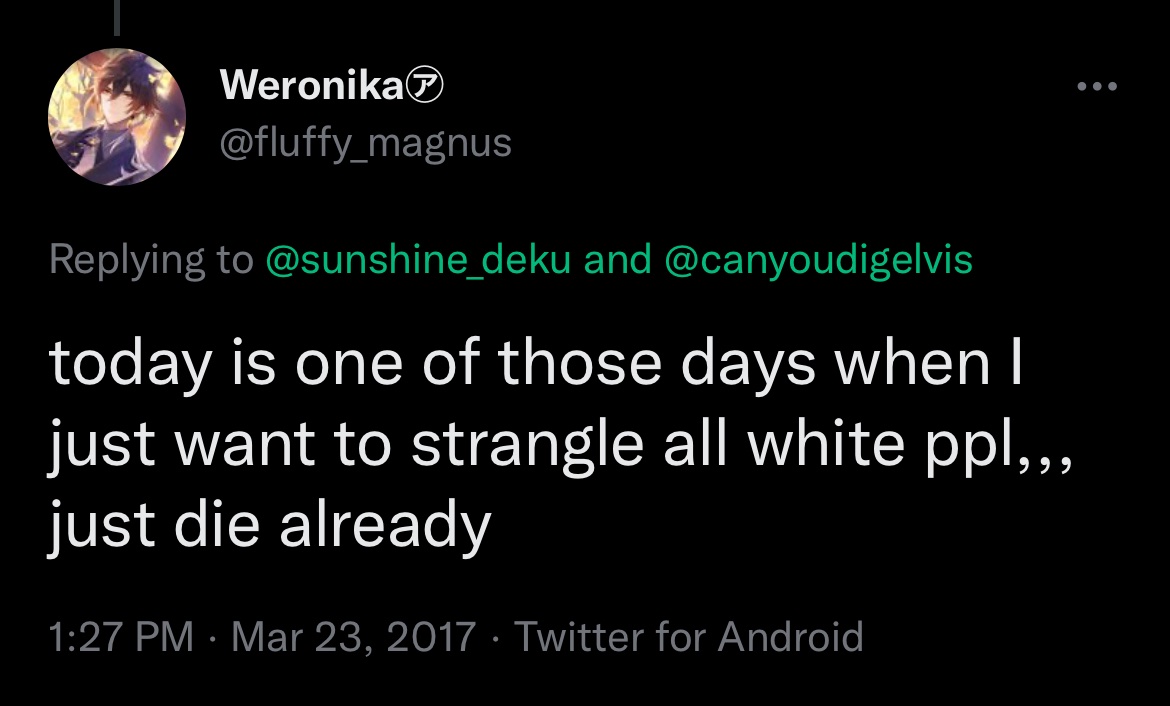 Weronika㋐
@fluffy_magnus
Replying to @sunshine_deku and @canyoudigelvis
today is one of those days when I
just want to strangle all white ppl,,,
just die already
1:27 PM · Mar 23, 2017 · Twitter for Android